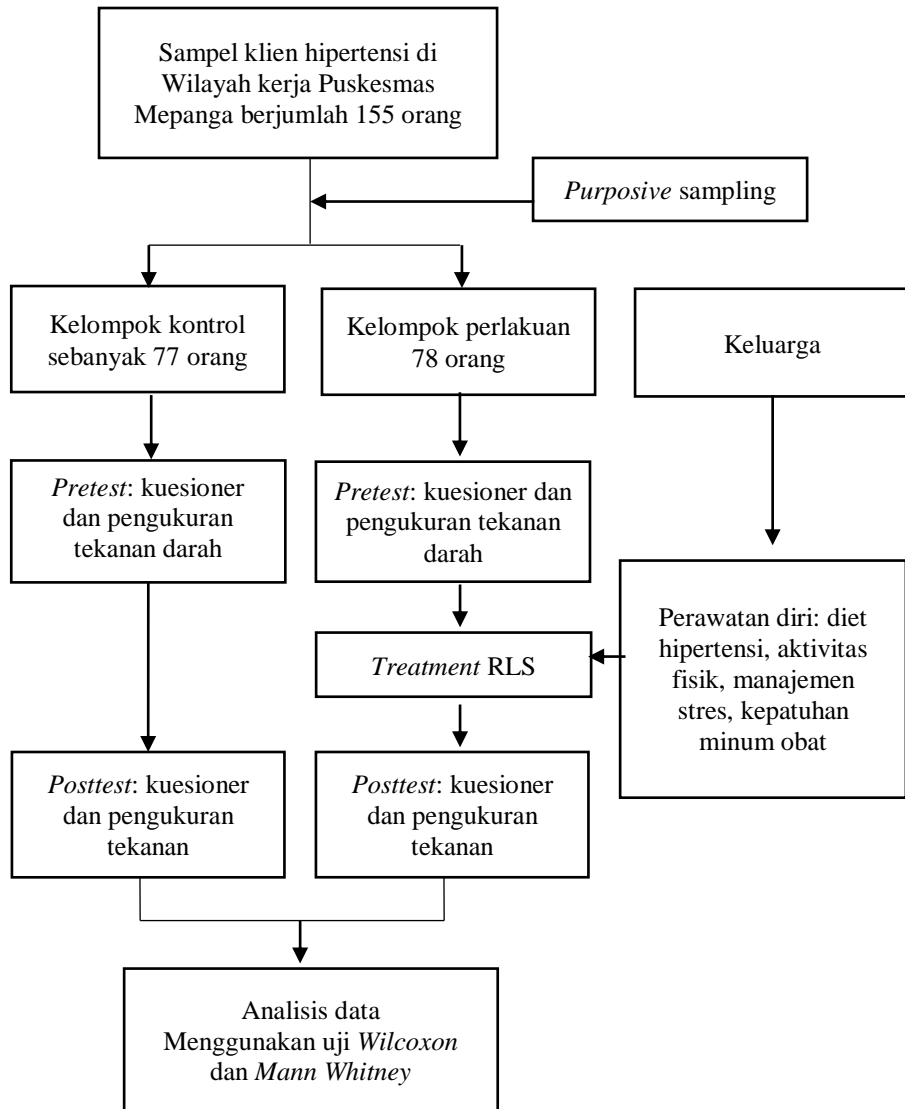 Sampel klien hipertensi di
Wilayah kerja Puskesmas
Mepanga berjumlah 155 orang
Purposive sampling
Kelompok kontrol
sebanyak 77 orang
Kelompok perlakuan
78 orang
Keluarga
Pretest: kuesioner
dan pengukuran
tekanan darah
Pretest: kuesioner dan
pengukuran tekanan
darah
Perawatan diri: diet
hipertensi, aktivitas
fisik, manajemen
stres, kepatuhan
minum obat
Treatment RLS
Posttest: kuesioner
dan pengukuran
tekanan
Posttest: kuesioner
dan pengukuran
tekanan
Analisis data
Menggunakan uji Wilcoxon
dan Mann Whitney